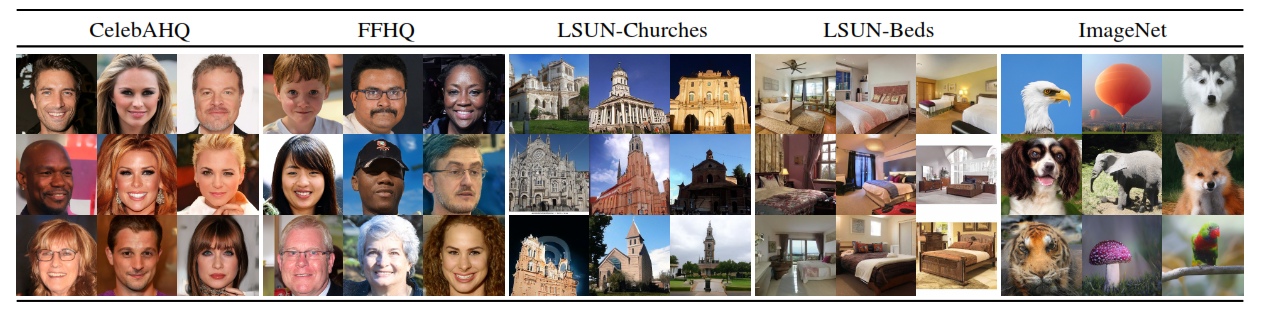 CelebAHQ FFHQ LSUN-Churches LSUN-Beds ImageNet